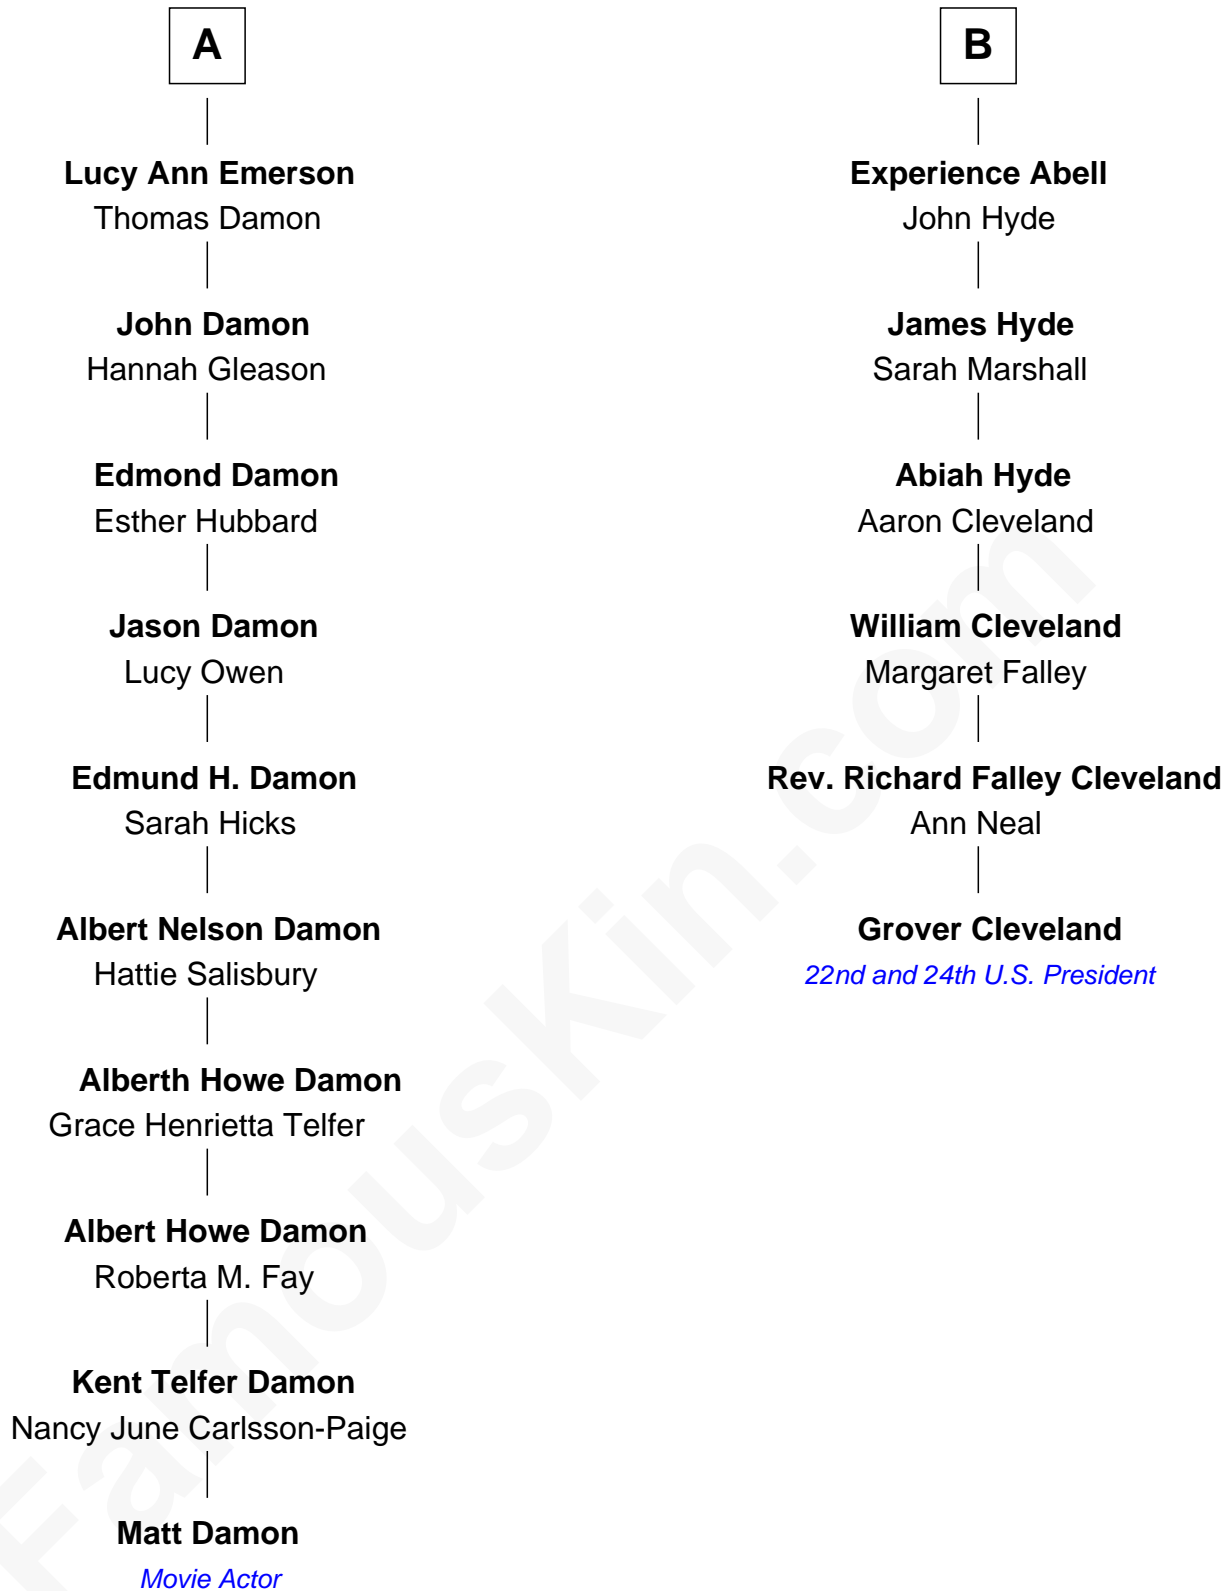 A
Lucy Ann Emerson
Thomas Damon
John Damon
Hannah Gleason
Edmond Damon
Esther Hubbard
Jason Damon
Lucy Owen
Edmund H. Damon
Sarah Hicks
Albert Nelson Damon
Hattie Salisbury
Alberth Howe Damon
Grace Henrietta Telfer
Albert Howe Damon
Roberta M. Fay
Kent Telfer Damon
Nancy June Carlsson-Paige
Matt Damon
Movie Actor
B
Experience Abell
John Hyde
James Hyde
Sarah Marshall
Abiah Hyde
Aaron Cleveland
William Cleveland
Margaret Falley
Rev. Richard Falley Cleveland
Ann Neal
Grover Cleveland
22nd and 24th U.S. President
FamousKin.com